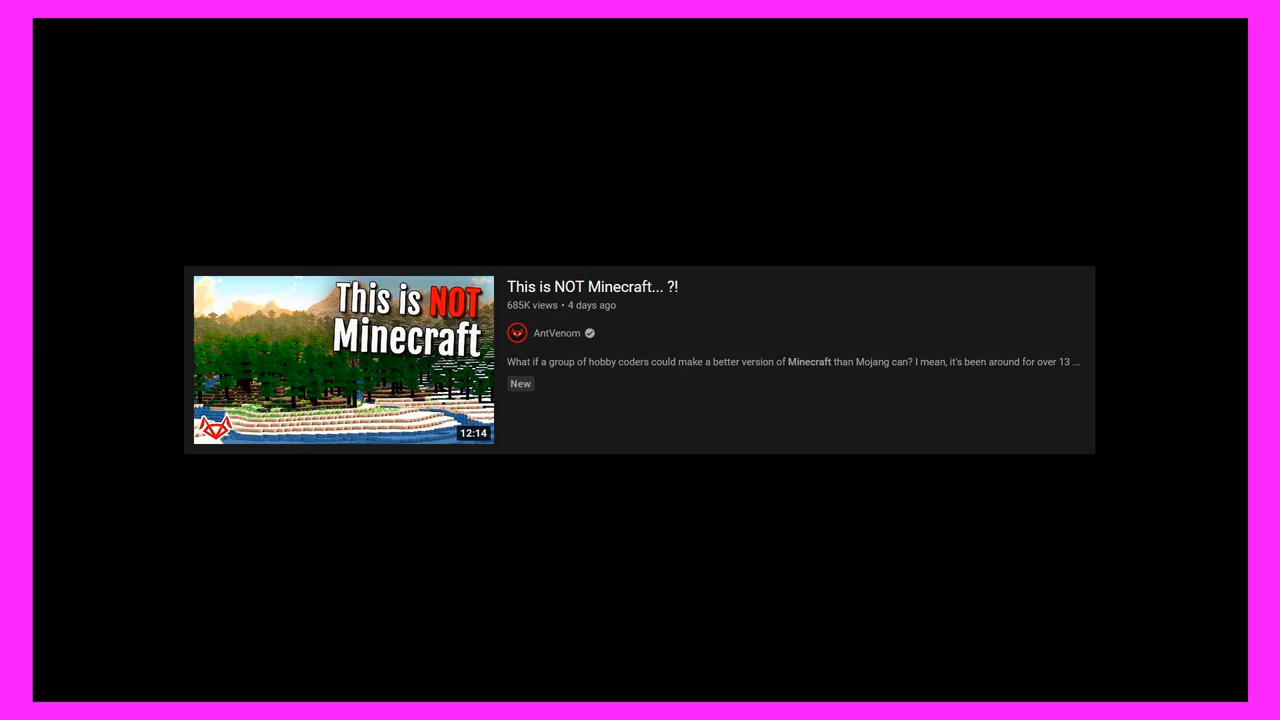 This is NOT
Minecraft
12:14
This is NOT Minecraft... ?!
685K views • 4 days ago
AntVenom
What if a group of hobby coders could make a better version of Minecraft than Mojang can? I mean, it's been around for over 13 ...
New